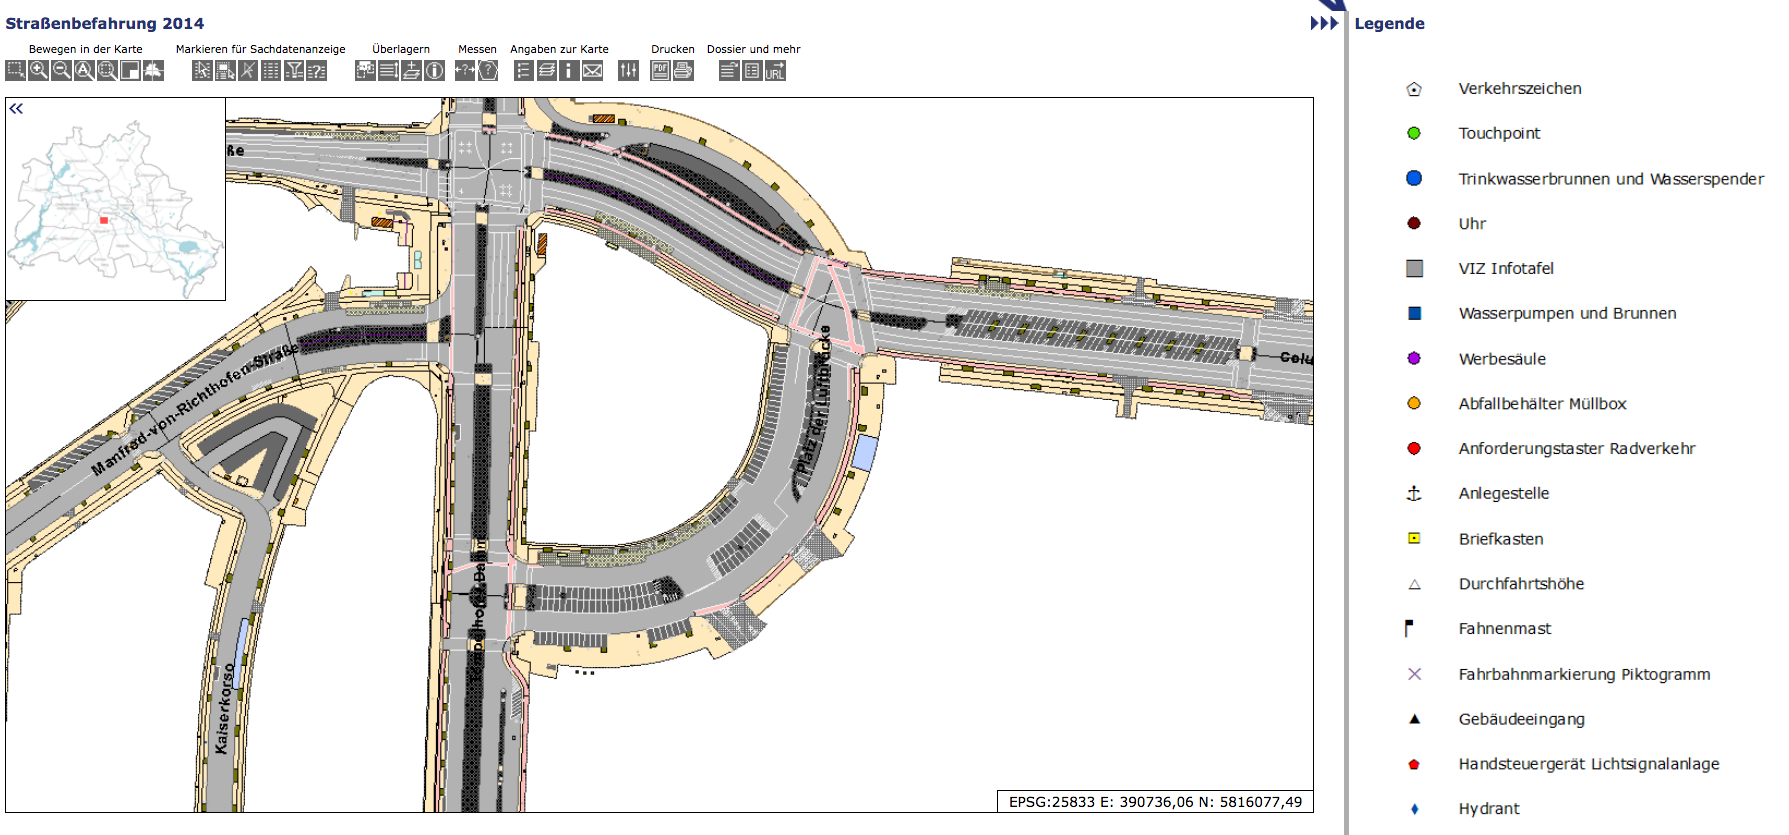 Straßenbefahrung 2014
Legende
Bewegen in der Karte
Markieren für Sachdatenanzeige
Überlagern
Messen
Angaben zur Karte
Drucken
Dossier und mehr
PDF
URL
ße
Manfred-von-Richthofen-Straße
Platz der Luftbrücke
Colu
Kaiserkorso
EPSG:25833 E: 390736,06 N: 5816077,49
Verkehrszeichen
Touchpoint
Trinkwasserbrunnen und Wasserspender
Uhr
VIZ Infotafel
Wasserpumpen und Brunnen
Werbesäule
Abfallbehälter Müllbox
Anforderungstaster Radverkehr
Anlegestelle
Briefkasten
Durchfahrtshöhe
Fahnenmast
Fahrbahnmarkierung Piktogramm
Gebäudeeingang
Handsteuergerät Lichtsignalanlage
Hydrant